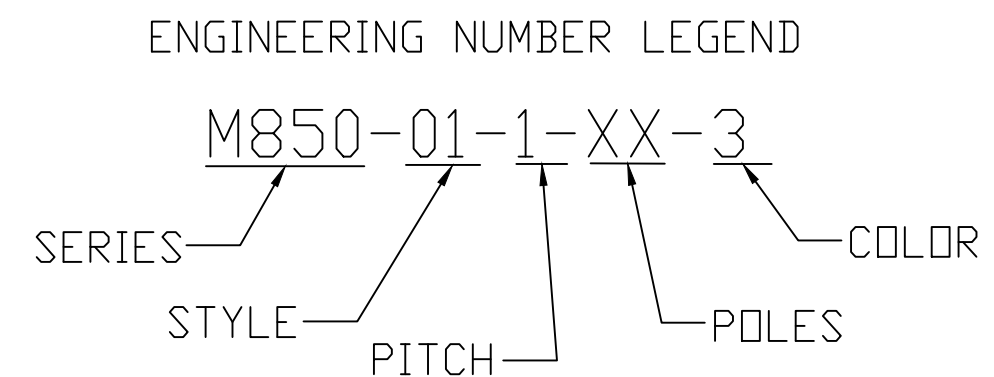 ENGINEERING NUMBER LEGEND
M850-01-1-XX-3
SERIES
COLOR
STYLE
POLES
PITCH